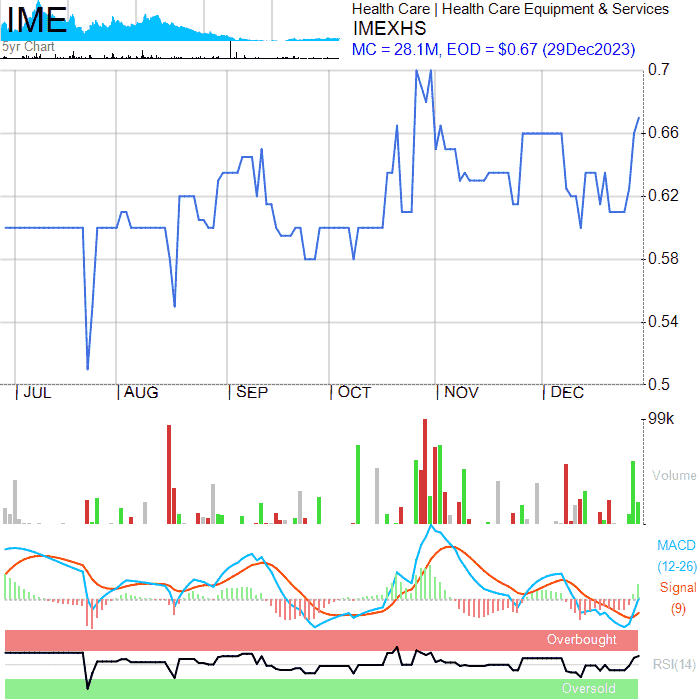 IME
5yr Chart
Health Care | Health Care Equipment & Services
IMEXHS
MC = 28.1M, EOD = $0.67 (29Dec2023)
0.7
0.66
0.62
0.58
0.54
0.5
JUL AUG SEP OCT NOV DEC
99k
Volume
MACD
(12-26)
Signal
(9)
Overbought
RSI(14)
Oversold